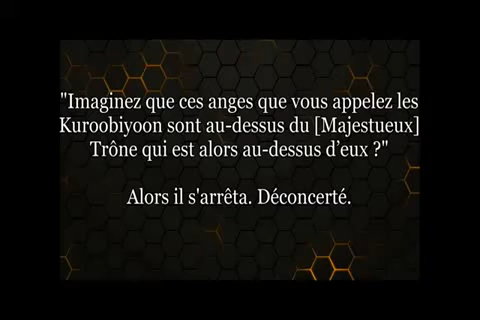 "Imaginez que ces anges que vous appelez les
Kuroobiyoon sont au-dessus du [Majestueux]
Trône qui est alors au-dessus d’eux ?"
Alors il s'arrêta. Déconcerté.